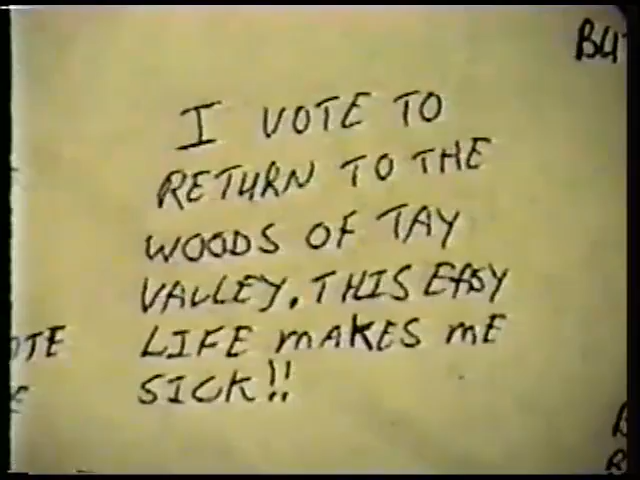 I VOTE TO
RETURN TO THE
WOODS OF TAY
VALLEY. THIS EASY
LIFE MAKES ME
SICK!!